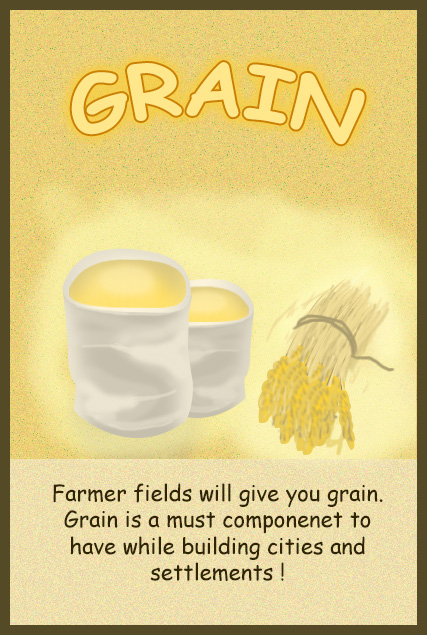 GRAIN
Farmer fields will give you grain.
Grain is a must componenet to
have while building cities and
settlements !